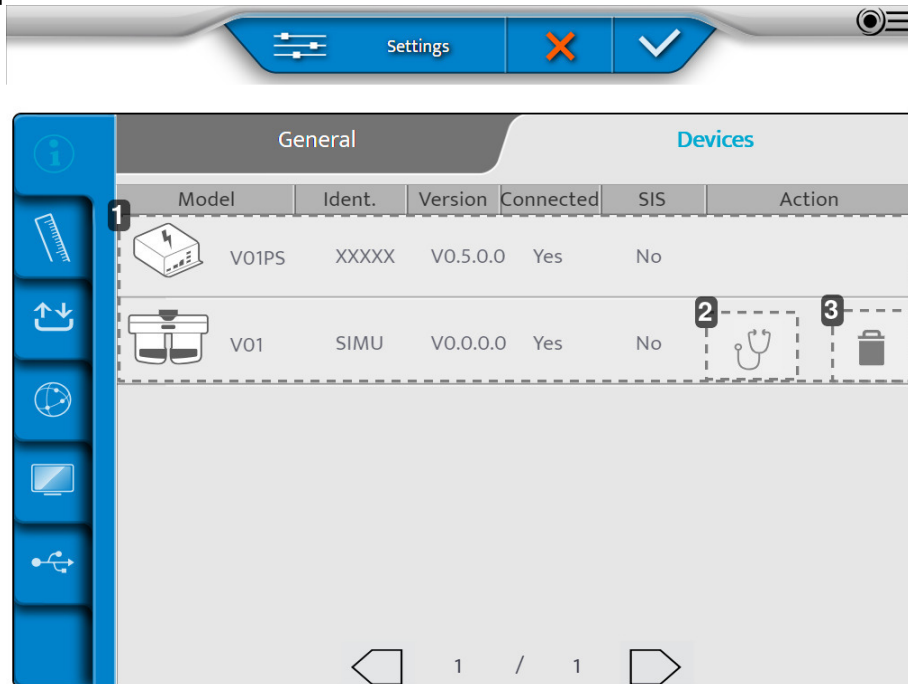 Settings
General Devices
Model Ident. Version Connected SIS Action
1
V01PS XXXXX V0.5.0.0 Yes No
2 3
V01 SIMU V0.0.0.0 Yes No
1 / 1